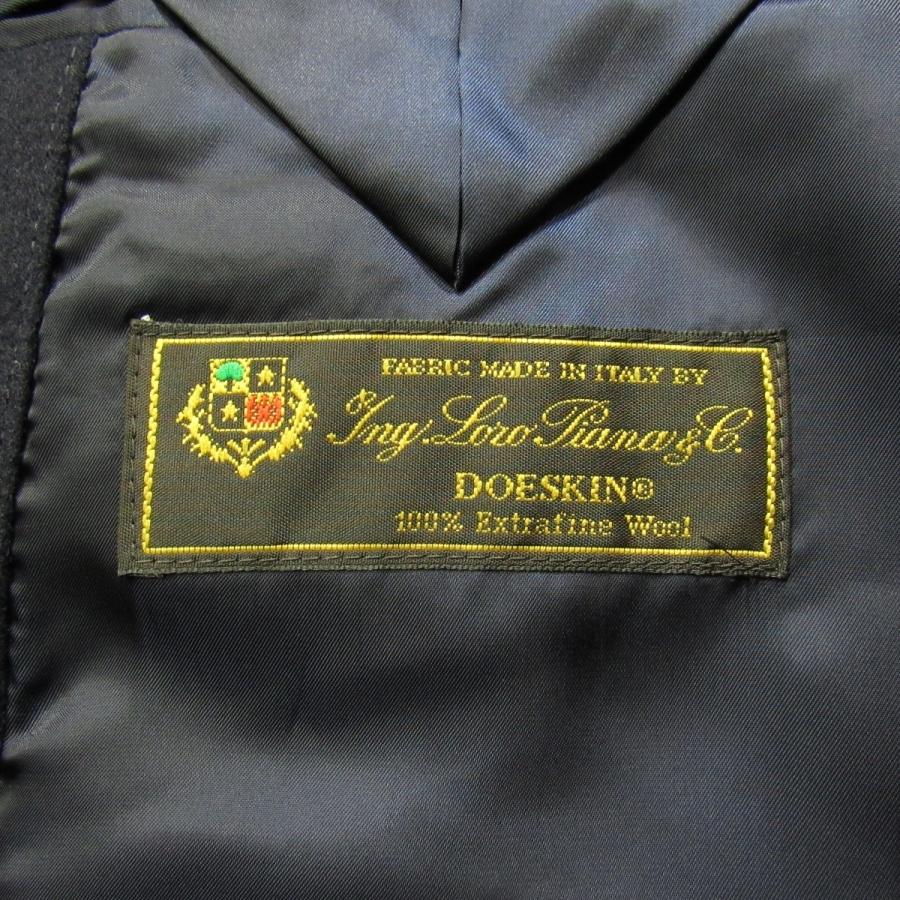 FABRIC MADE IN ITALY BY
Ing. Loro Piana & C.
DOESKIN®
100% Extrafine Wool